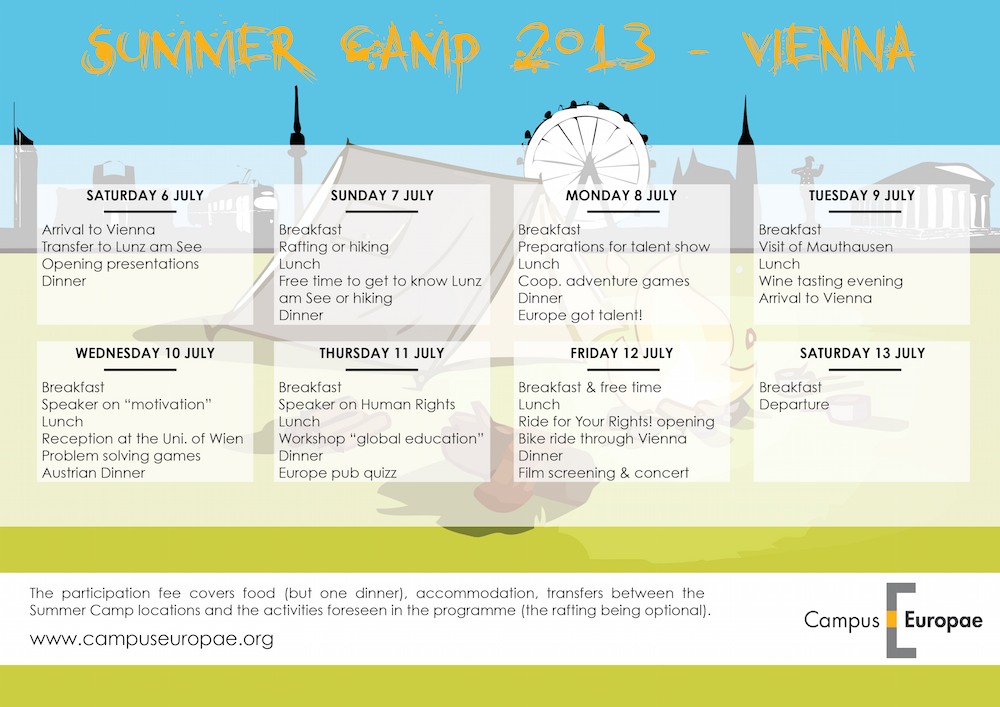 SUMMER CAMP 2013 - VIENNA
SATURDAY 6 JULY
Arrival to Vienna
Transfer to Lunz am See
Opening presentations
Dinner
SUNDAY 7 JULY
Breakfast
Rafting or hiking
Lunch
Free time to get to know Lunz
am See or hiking
Dinner
MONDAY 8 JULY
Breakfast
Preparations for talent show
Lunch
Coop. adventure games
Dinner
Europe got talent!
TUESDAY 9 JULY
Breakfast
Visit of Mauthausen
Lunch
Wine tasting evening
Arrival to Vienna
WEDNESDAY 10 JULY
Breakfast
Speaker on “motivation”
Lunch
Reception at the Uni. of Wien
Problem solving games
Austrian Dinner
THURSDAY 11 JULY
Breakfast
Speaker on Human Rights
Lunch
Workshop “global education”
Dinner
Europe pub quizz
FRIDAY 12 JULY
Breakfast & free time
Lunch
Ride for Your Rights! opening
Bike ride through Vienna
Dinner
Film screening & concert
SATURDAY 13 JULY
Breakfast
Departure
The participation fee covers food (but one dinner), accommodation, transfers between the
Summer Camp locations and the activities foreseen in the programme (the rafting being optional).
www.campuseuropae.org
Campus Europae